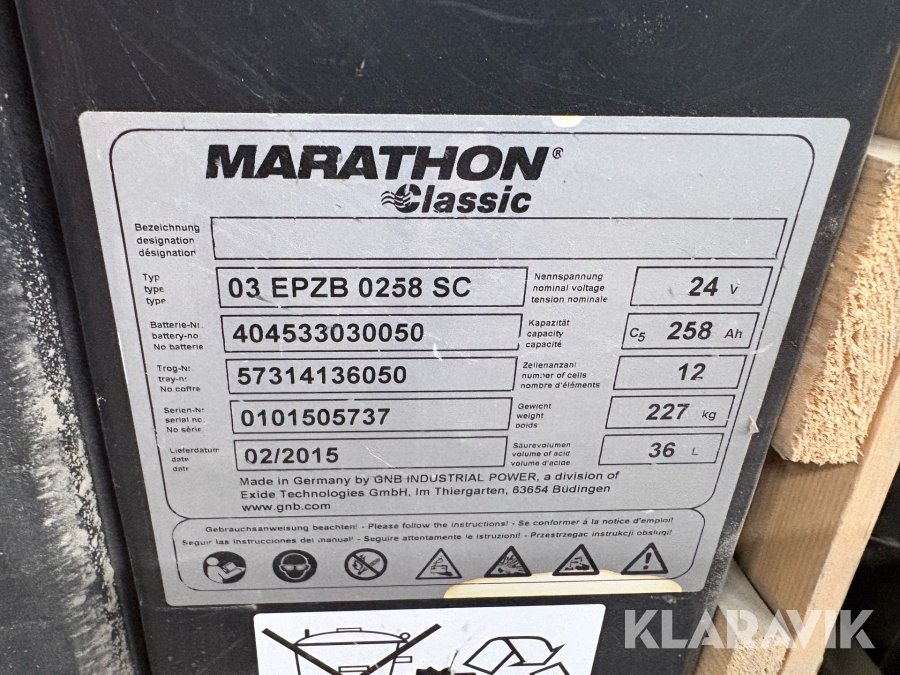 MARATHON®
Classic
Bezeichnung
designation
désignation
Typ
type
type
03 EPZB 0258 SC
Nennspannung
nominal voltage
tension nominale
24 V
Batterie-Nr.
battery-no.
No batterie
404533030050
Kapazität
capacity
capacité
C5 258 Ah
Trog-Nr.
tray-nr.
No.coffre
57314136050
Zellenanzahl
number of cells
nombre d'éléments
12
Serien-Nr
serial no.
No série
0101505737
Gewicht
weight
poids
227 kg
Lieferdatum
date
date
02/2015
Säurevolumen
volume of acid
volume d'acide
36 L
Made in Germany by GNB INDUSTRIAL POWER, a division of
Exide Technologies GmbH, Im Thiergarten, 63654 Büdingen
www.gnb.com
Gebrauchsanweisung beachten! - Please follow the instructions! - Se conformer à la notice d'emploi!
Seguir las instrucciones del manual! - Seguire attentamente le istruzioni! - Przestrzegac instrukcji obslugi!
KLARAVIK